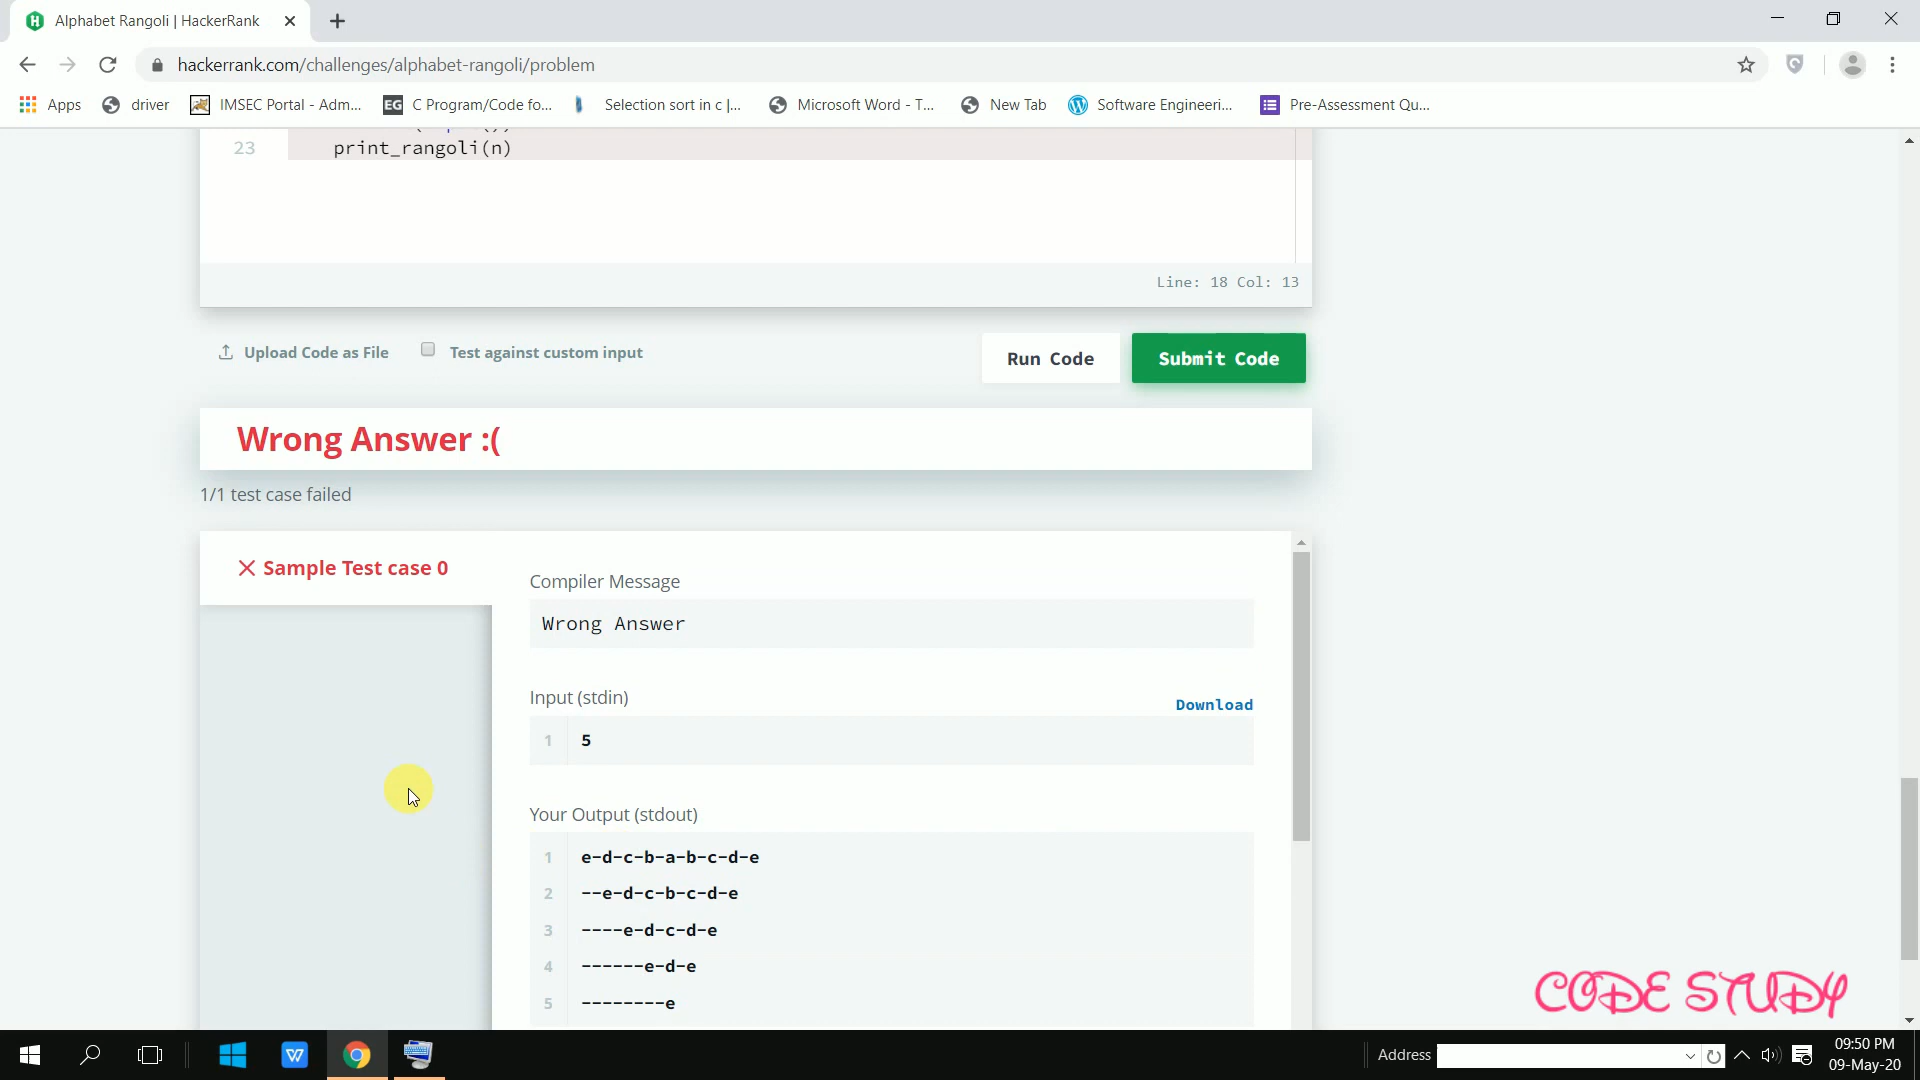 Alphabet Rangoli | HackerRank
hackerrank.com/challenges/alphabet-rangoli/problem
Apps driver IMSEC Portal - Adm... C Program/Code fo... Selection sort in c |... Microsoft Word - T... New Tab Software Engineeri... Pre-Assessment Qu...
23 print_rangoli(n)
Line: 18 Col: 13
Upload Code as File Test against custom input Run Code Submit Code
Wrong Answer :(
1/1 test case failed
Sample Test case 0
Compiler Message
Wrong Answer
Input (stdin)
Download
1 5
Your Output (stdout)
1 e-d-c-b-a-b-c-d-e
2 --e-d-c-b-c-d-e
3 ----e-d-c-d-e
4 ------e-d-e
5 --------e
CODE STUDY
Address
09:50 PM
09-May-20